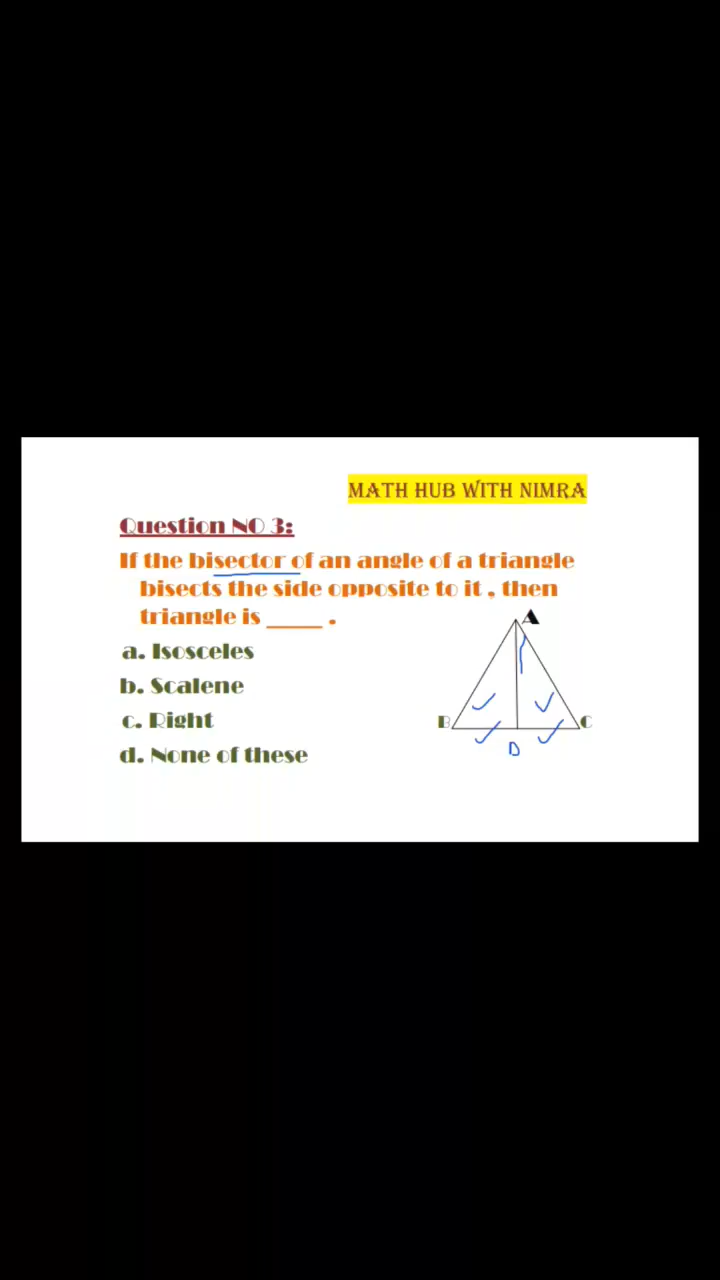 MATH HUB WITH NIMRA
Question NO 3:
If the bisector of an angle of a triangle
bisects the side opposite to it , then
triangle is ____ .
A
a. Isosceles
b. Scalene
c. Right
B C
D
d. None of these